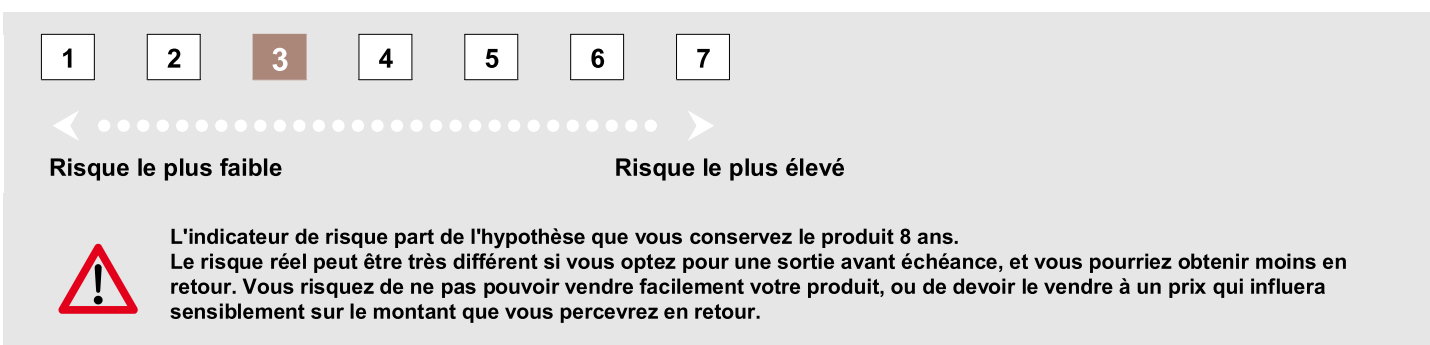 1 2 3 4 5 6 7
Risque le plus faible Risque le plus élevé
L'indicateur de risque part de l'hypothèse que vous conservez le produit 8 ans.
Le risque réel peut être très différent si vous optez pour une sortie avant échéance, et vous pourriez obtenir moins en
retour. Vous risquez de ne pas pouvoir vendre facilement votre produit, ou de devoir le vendre à un prix qui influera
sensiblement sur le montant que vous percevrez en retour.